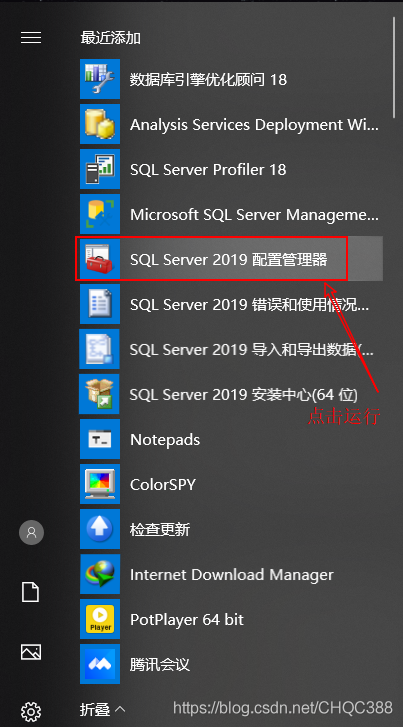 最近添加
数据库引擎优化顾问 18
Analysis Services Deployment Wi...
SQL Server Profiler 18
Microsoft SQL Server Manageme...
SQL Server 2019 配置管理器
SQL Server 2019 错误和使用情况...
SQL Server 2019 导入和导出数据(...
SQL Server 2019 安装中心(64 位)
点击运行
Notepads
ColorSPY
检查更新
Internet Download Manager
Player
PotPlayer 64 bit
腾讯会议
折叠
https://blog.csdn.net/CHQC388